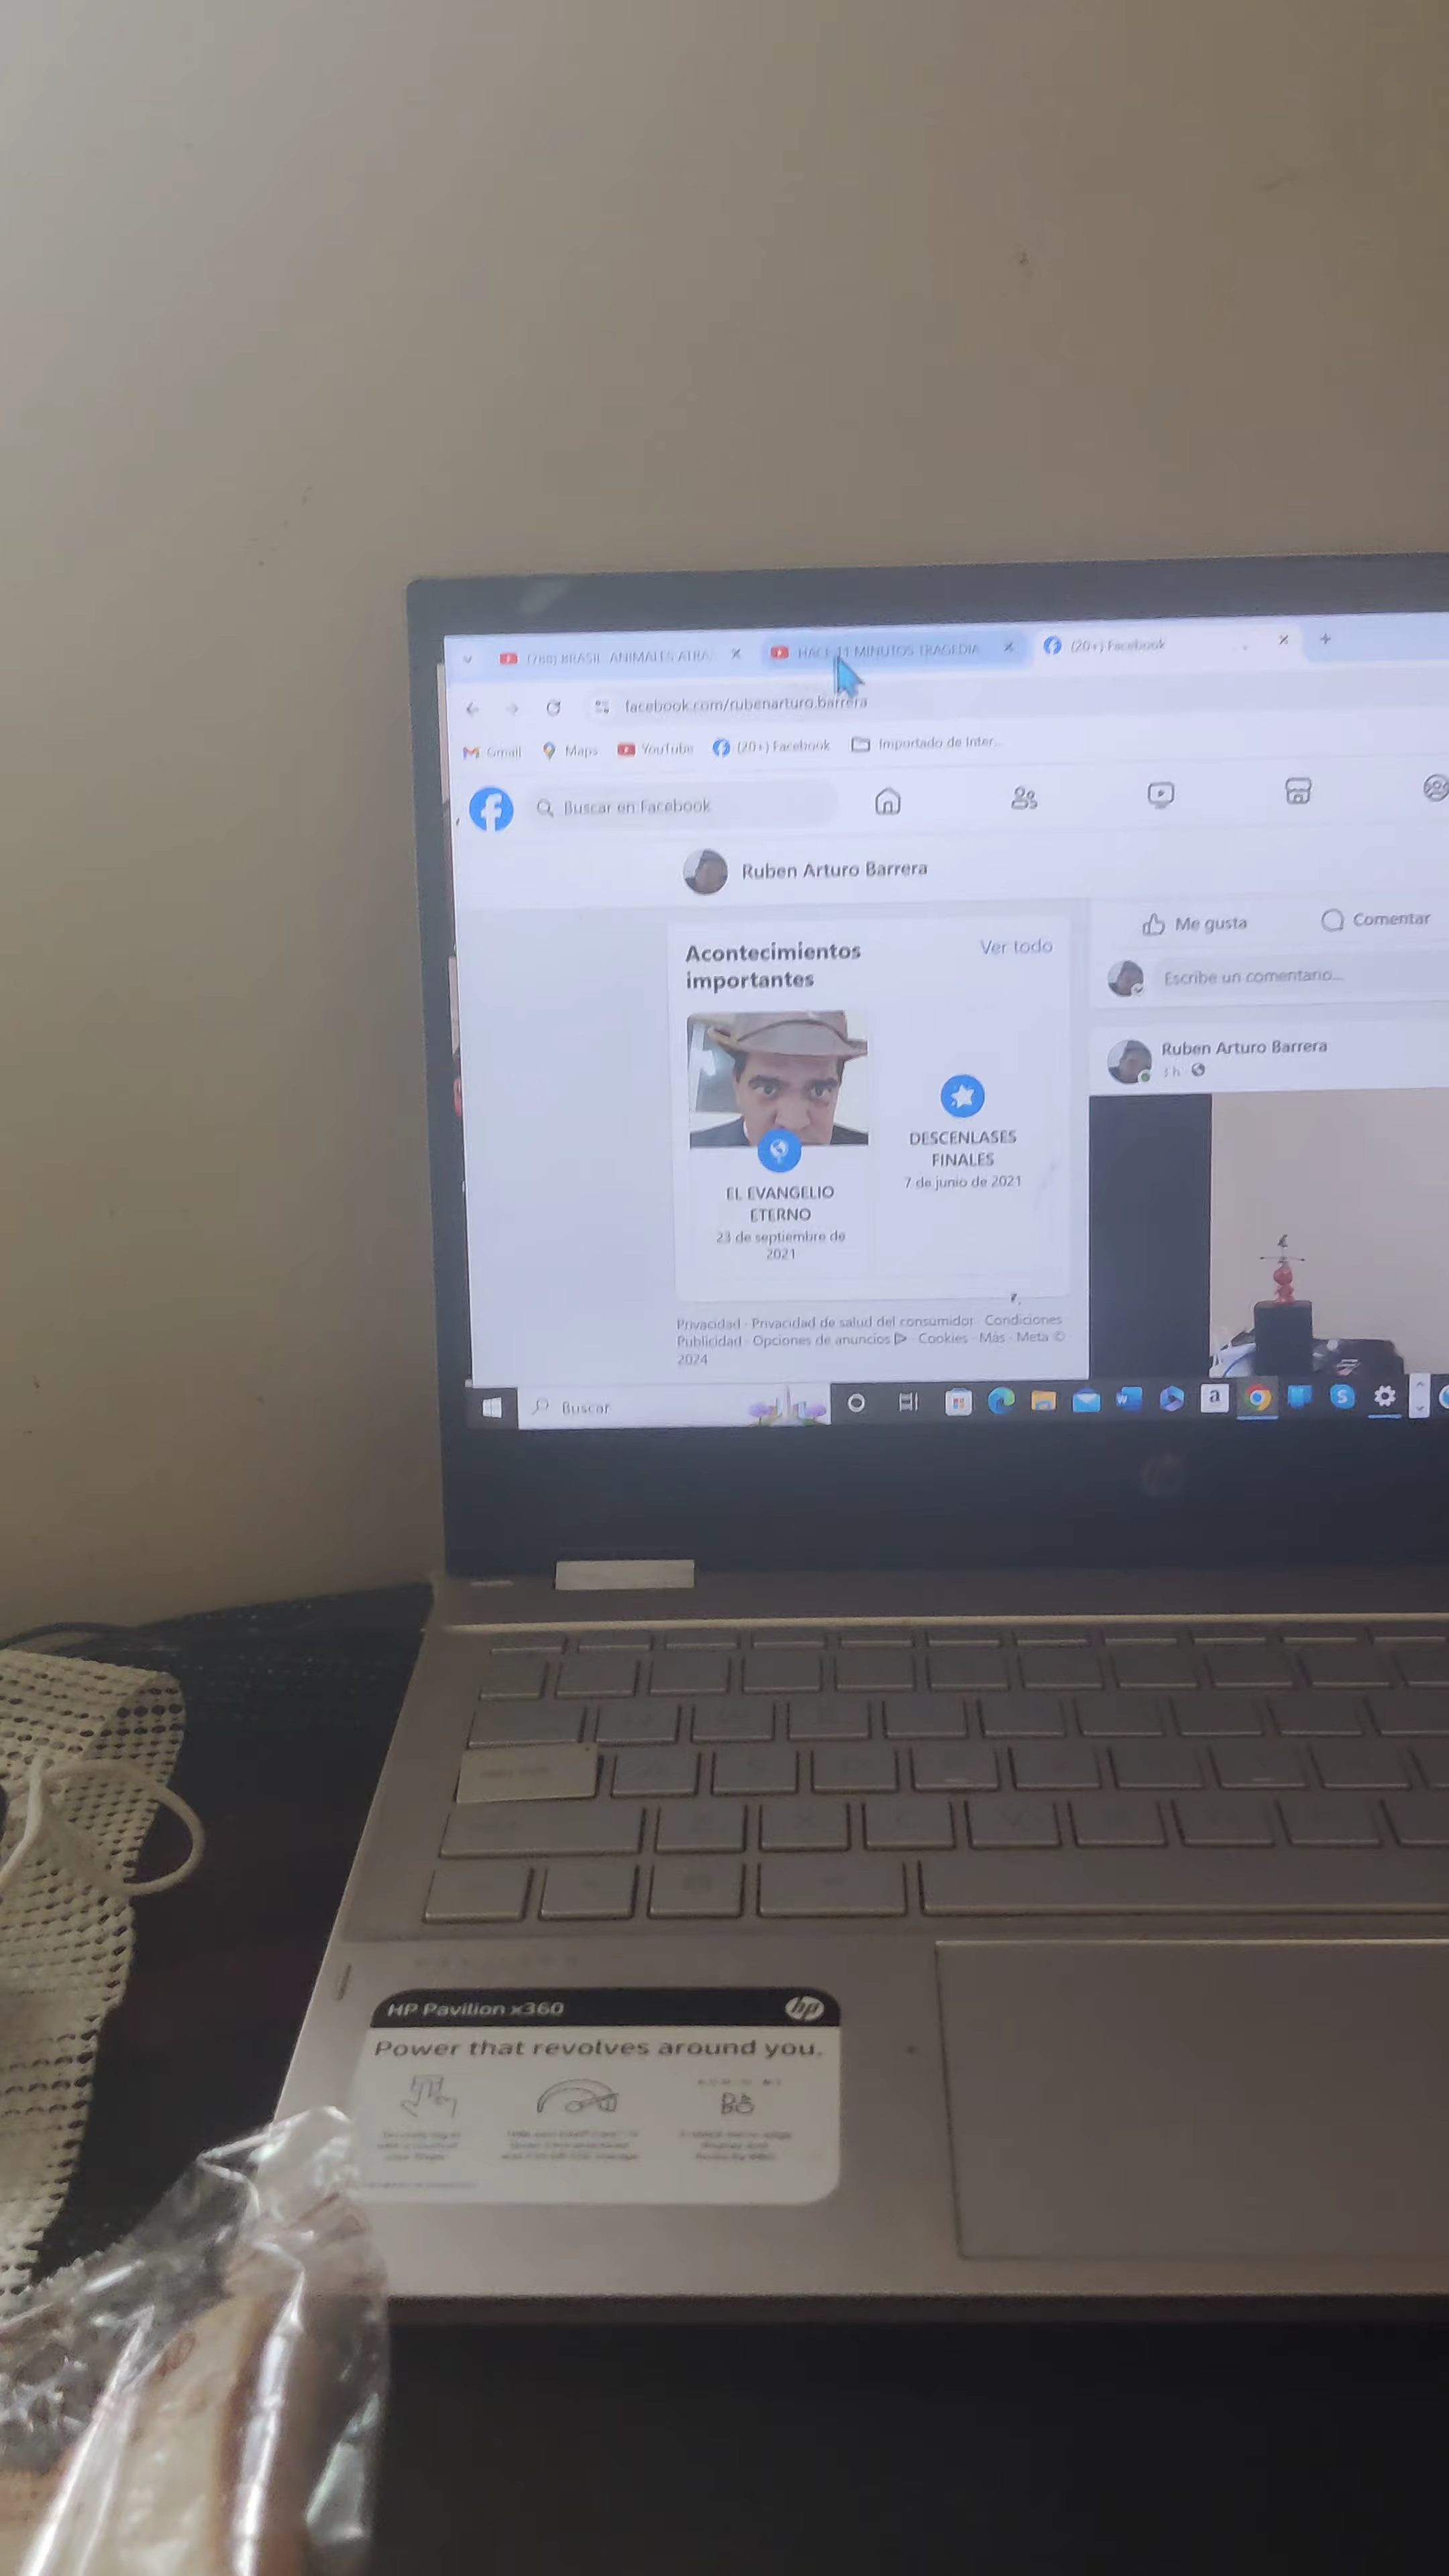 (768) BRASIL ANIMALES ATRA
HACE 11 MINUTOS TRAGEDIA
(20+) Facebook
facebook.com/rubenarturo.barrera
Gmail
Maps
YouTube
(20+) Facebook
Importado de Inter...
Buscar en Facebook
Ruben Arturo Barrera
Acontecimientos
importantes
Ver todo
EL EVANGELIO
ETERNO
23 de septiembre de
2021
DESCENLASES
FINALES
7 de junio de 2021
Privacidad · Privacidad de salud del consumidor · Condiciones
Publicidad · Opciones de anuncios · Cookies · Más · Meta ©
2024
Me gusta
Comentar
Escribe un comentario...
Ruben Arturo Barrera
3 h
Buscar
HP Pavilion x360
hp
Power that revolves around you.